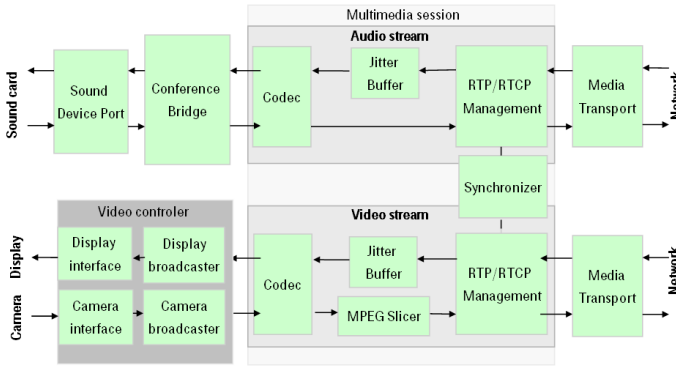 Multimedia session
Audio stream
Sound card
Sound
Device Port
Conference
Bridge
Codec
Jitter
Buffer
RTP/RTCP
Management
Media
Transport
Network
Synchronizer
Video controler
Video stream
Display
Display
interface
Display
broadcaster
Camera
Camera
interface
Camera
broadcaster
Codec
Jitter
Buffer
MPEG Slicer
RTP/RTCP
Management
Media
Transport
Network